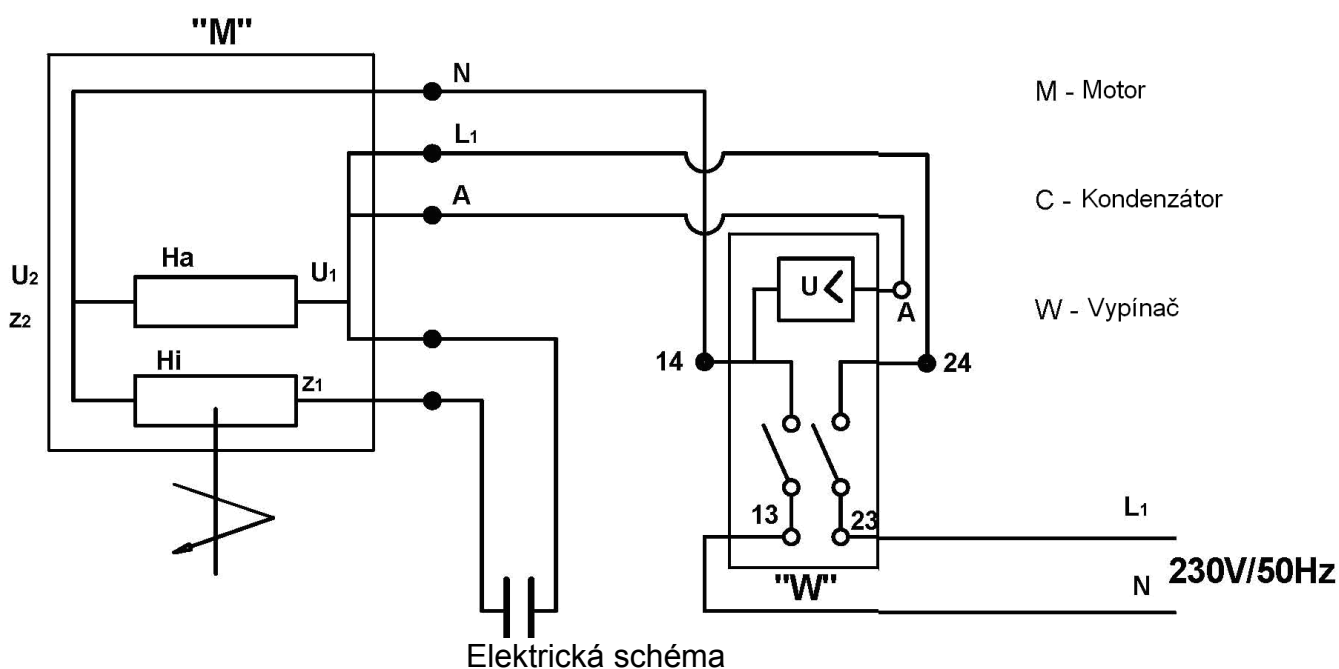 "M"
N
M - Motor
L1
A
C - Kondenzátor
Ha
U1
U2
U<
A
z2
W - Vypínač
14
24
Hi
z1
13
23
L1
230V/50Hz
"W"
N
Elektrická schéma